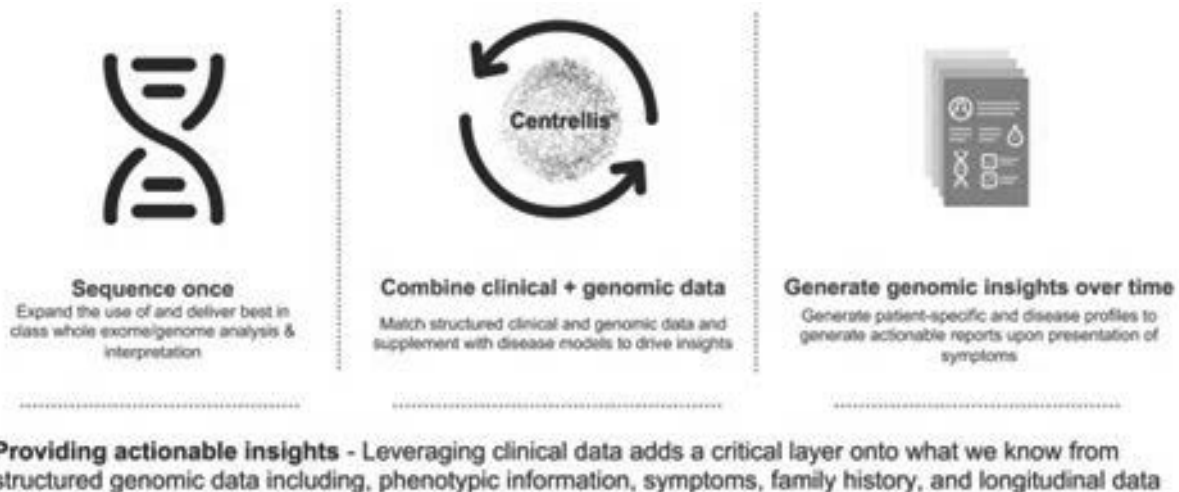 Centrellis®
Sequence once
Expand the use of and deliver best in
class whole exome/genome analysis &
interpretation
Combine clinical + genomic data
Match structured clinical and genomic data and
supplement with disease models to drive insights
Generate genomic insights over time
Generate patient-specific and disease profiles to
generate actionable reports upon presentation of
symptoms
Providing actionable insights - Leveraging clinical data adds a critical layer onto what we know from
structured genomic data including, phenotypic information, symptoms, family history, and longitudinal data